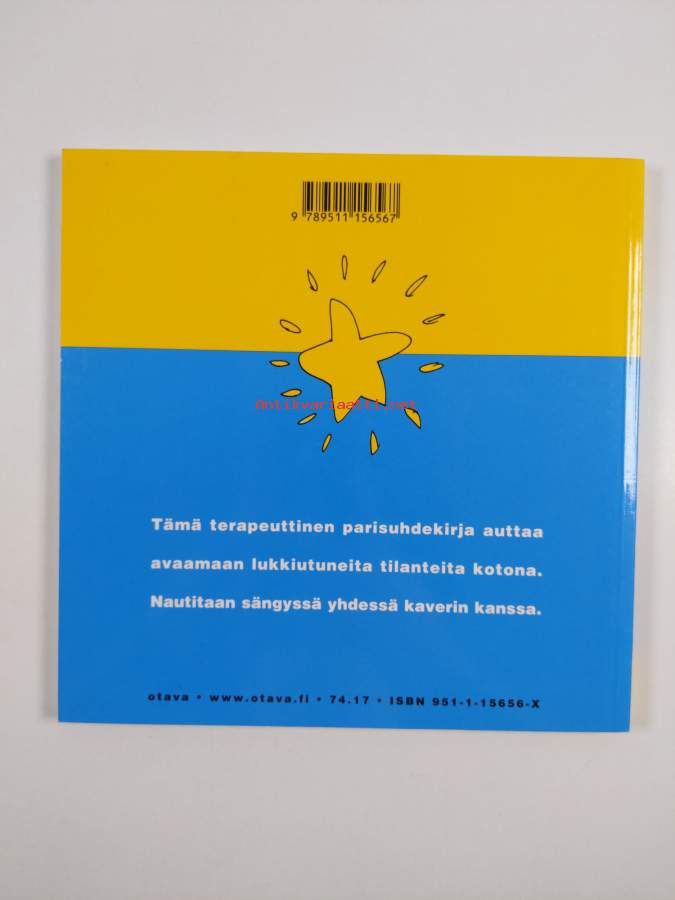 9 789511 156567
Antikvariaatti.net
Tämä terapeuttinen parisuhdekirja auttaa
avaamaan lukkiutuneita tilanteita kotona.
Nautitaan sängyssä yhdessä kaverin kanssa.
otava • www.otava.fi • 74.17 • ISBN 951-1-15656-X